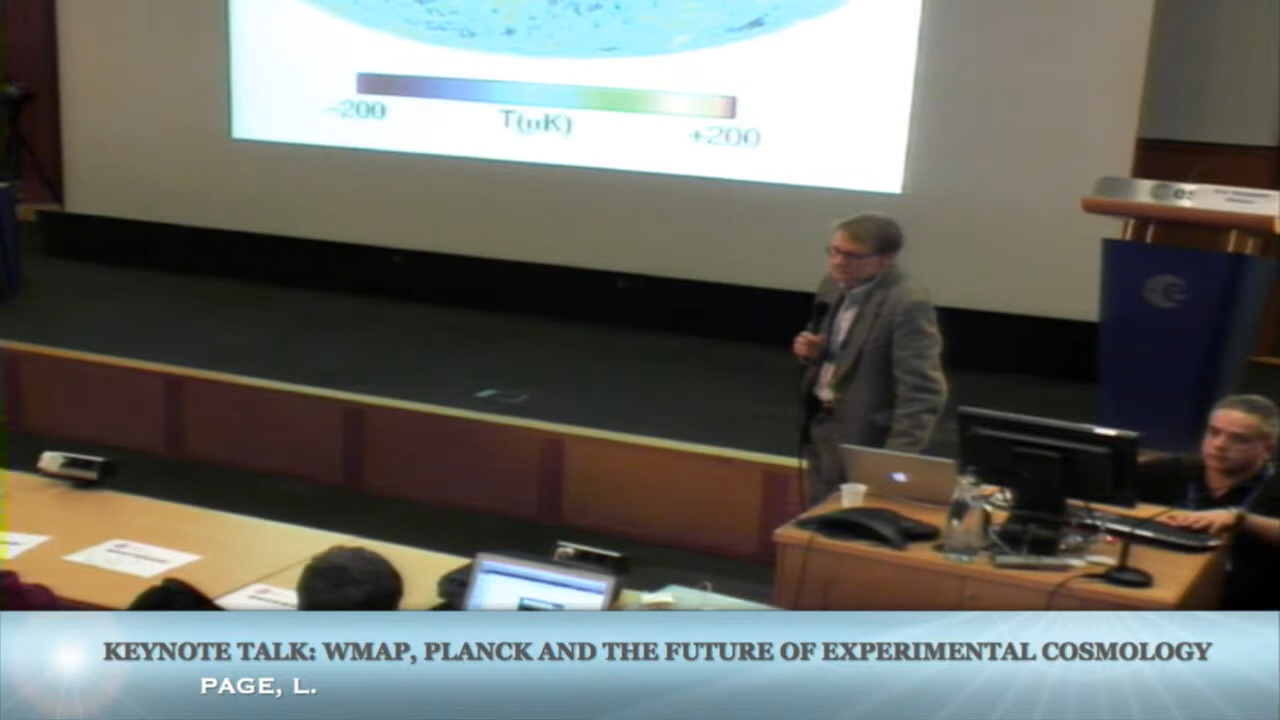 -200
T(µK)
+200
KEYNOTE TALK: WMAP, PLANCK AND THE FUTURE OF EXPERIMENTAL COSMOLOGY
PAGE, L.